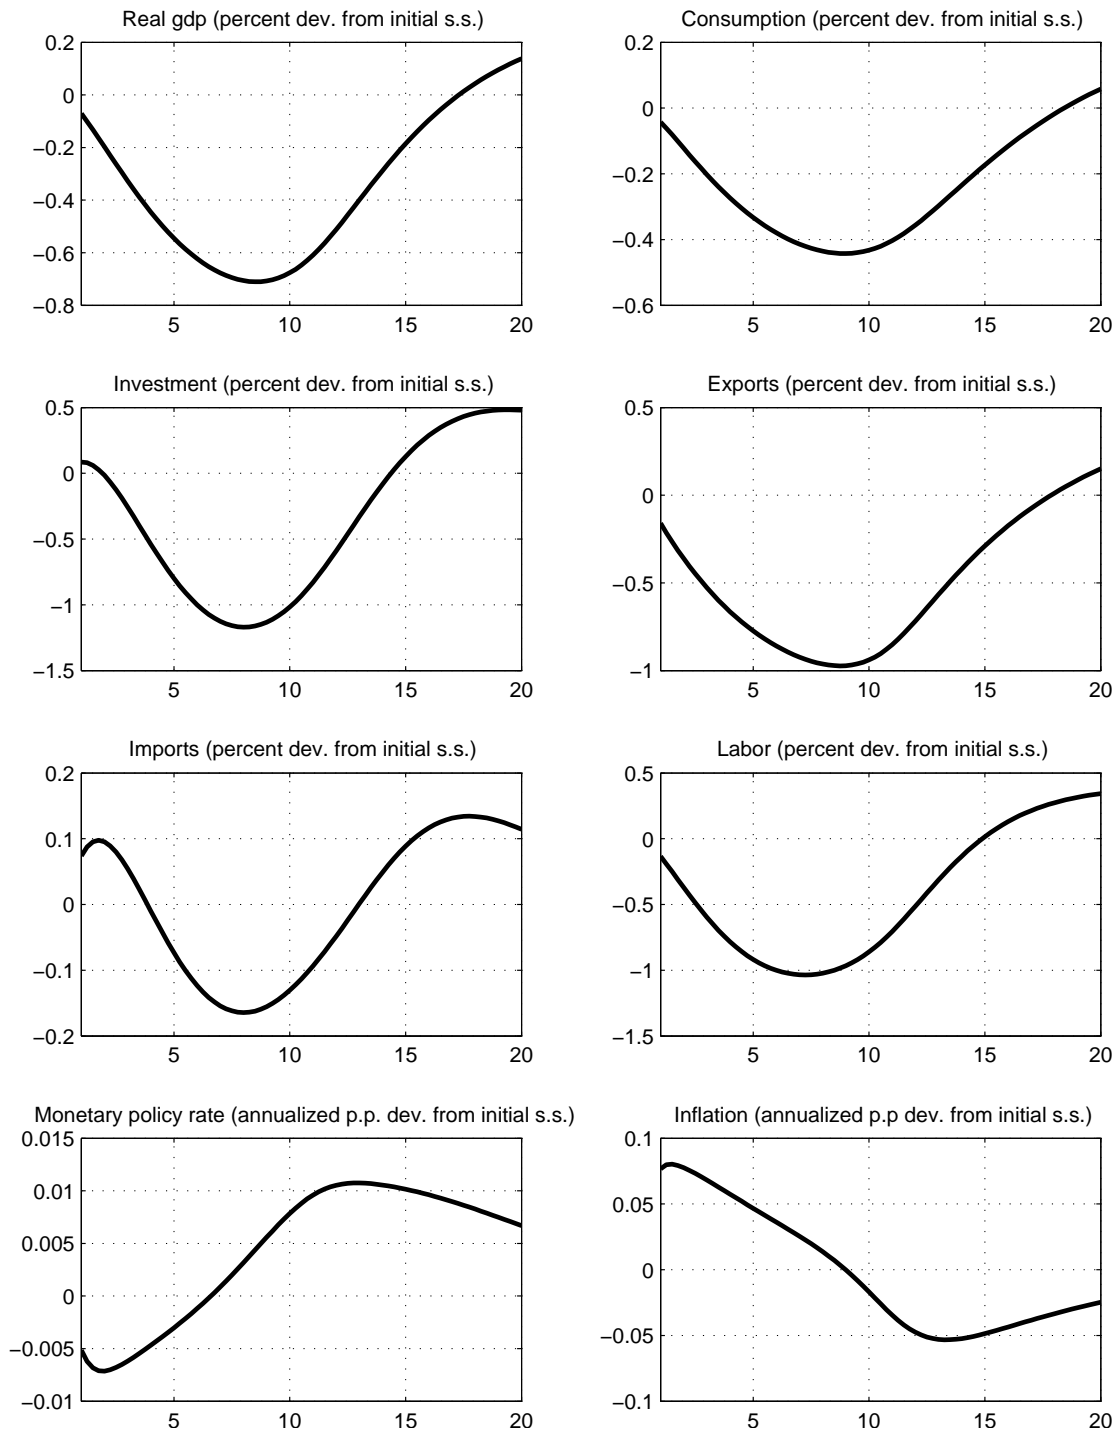 Real gdp (percent dev. from initial s.s.)
0.2
0
−0.2
−0.4
−0.6
−0.8
5 10 15 20
Consumption (percent dev. from initial s.s.)
0.2
0
−0.2
−0.4
−0.6
5 10 15 20
Investment (percent dev. from initial s.s.)
0.5
0
−0.5
−1
−1.5
5 10 15 20
Exports (percent dev. from initial s.s.)
0.5
0
−0.5
−1
5 10 15 20
Imports (percent dev. from initial s.s.)
0.2
0.1
0
−0.1
−0.2
5 10 15 20
Labor (percent dev. from initial s.s.)
0.5
0
−0.5
−1
−1.5
5 10 15 20
Monetary policy rate (annualized p.p. dev. from initial s.s.)
0.015
0.01
0.005
0
−0.005
−0.01
5 10 15 20
Inflation (annualized p.p dev. from initial s.s.)
0.1
0.05
0
−0.05
−0.1
5 10 15 20